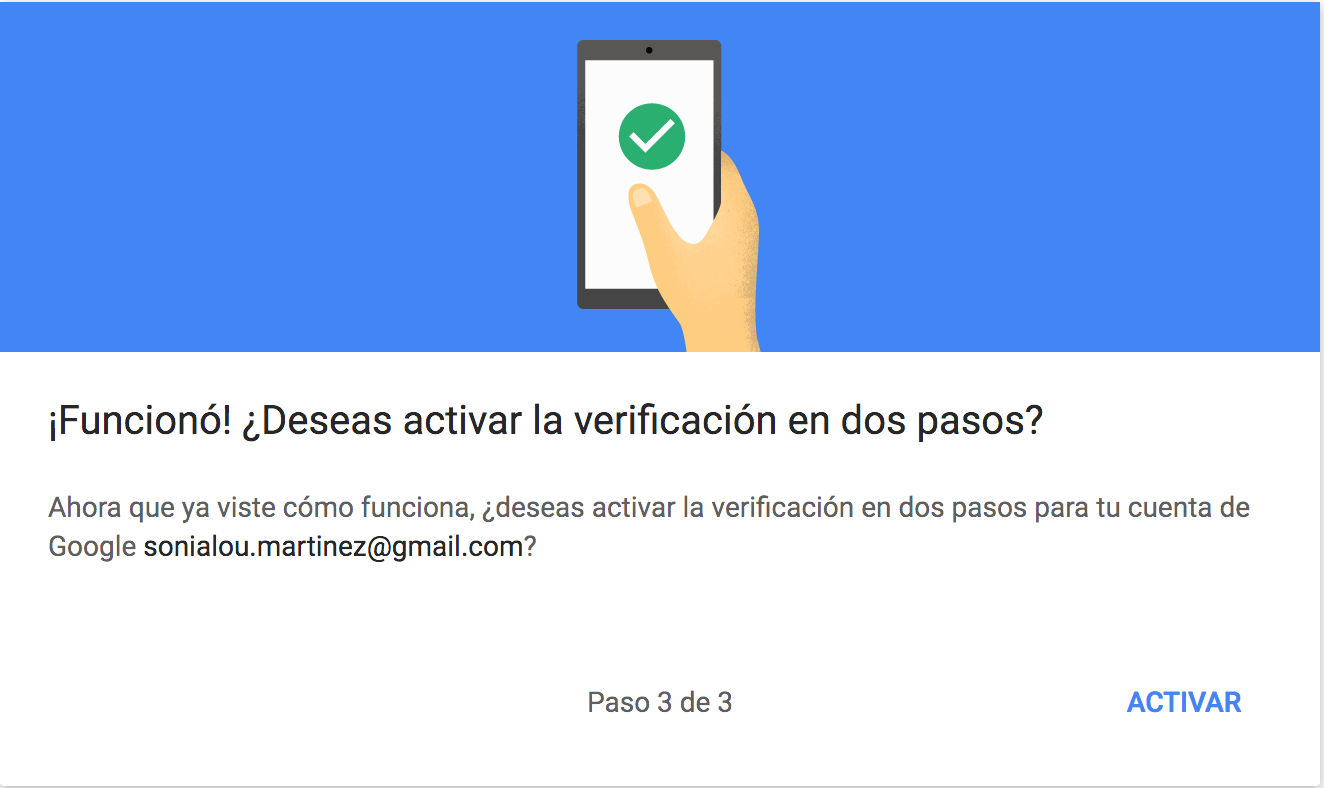 ¡Funcionó! ¿Deseas activar la verificación en dos pasos?
Ahora que ya viste cómo funciona, ¿deseas activar la verificación en dos pasos para tu cuenta de
Google sonialou.martinez@gmail.com?
Paso 3 de 3
ACTIVAR